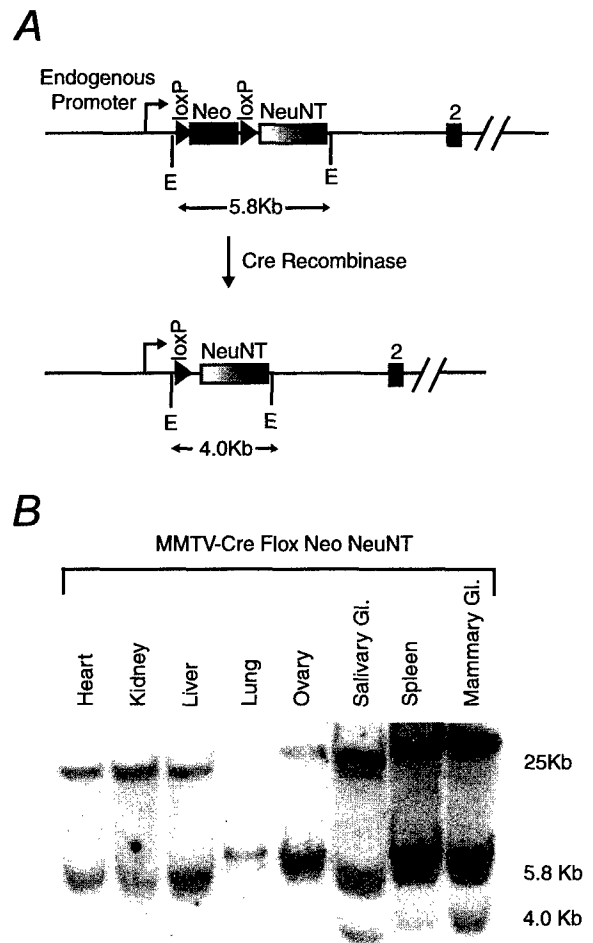 A
Endogenous
Promoter
loxP
Neo
loxP
NeuNT
2
E
E
5.8Kb
Cre Recombinase
loxP
NeuNT
2
E
E
4.0Kb
B
MMTV-Cre Flox Neo NeuNT
Heart
Kidney
Liver
Lung
Ovary
Salivary Gl.
Spleen
Mammary Gl.
25Kb
5.8 Kb
4.0 Kb